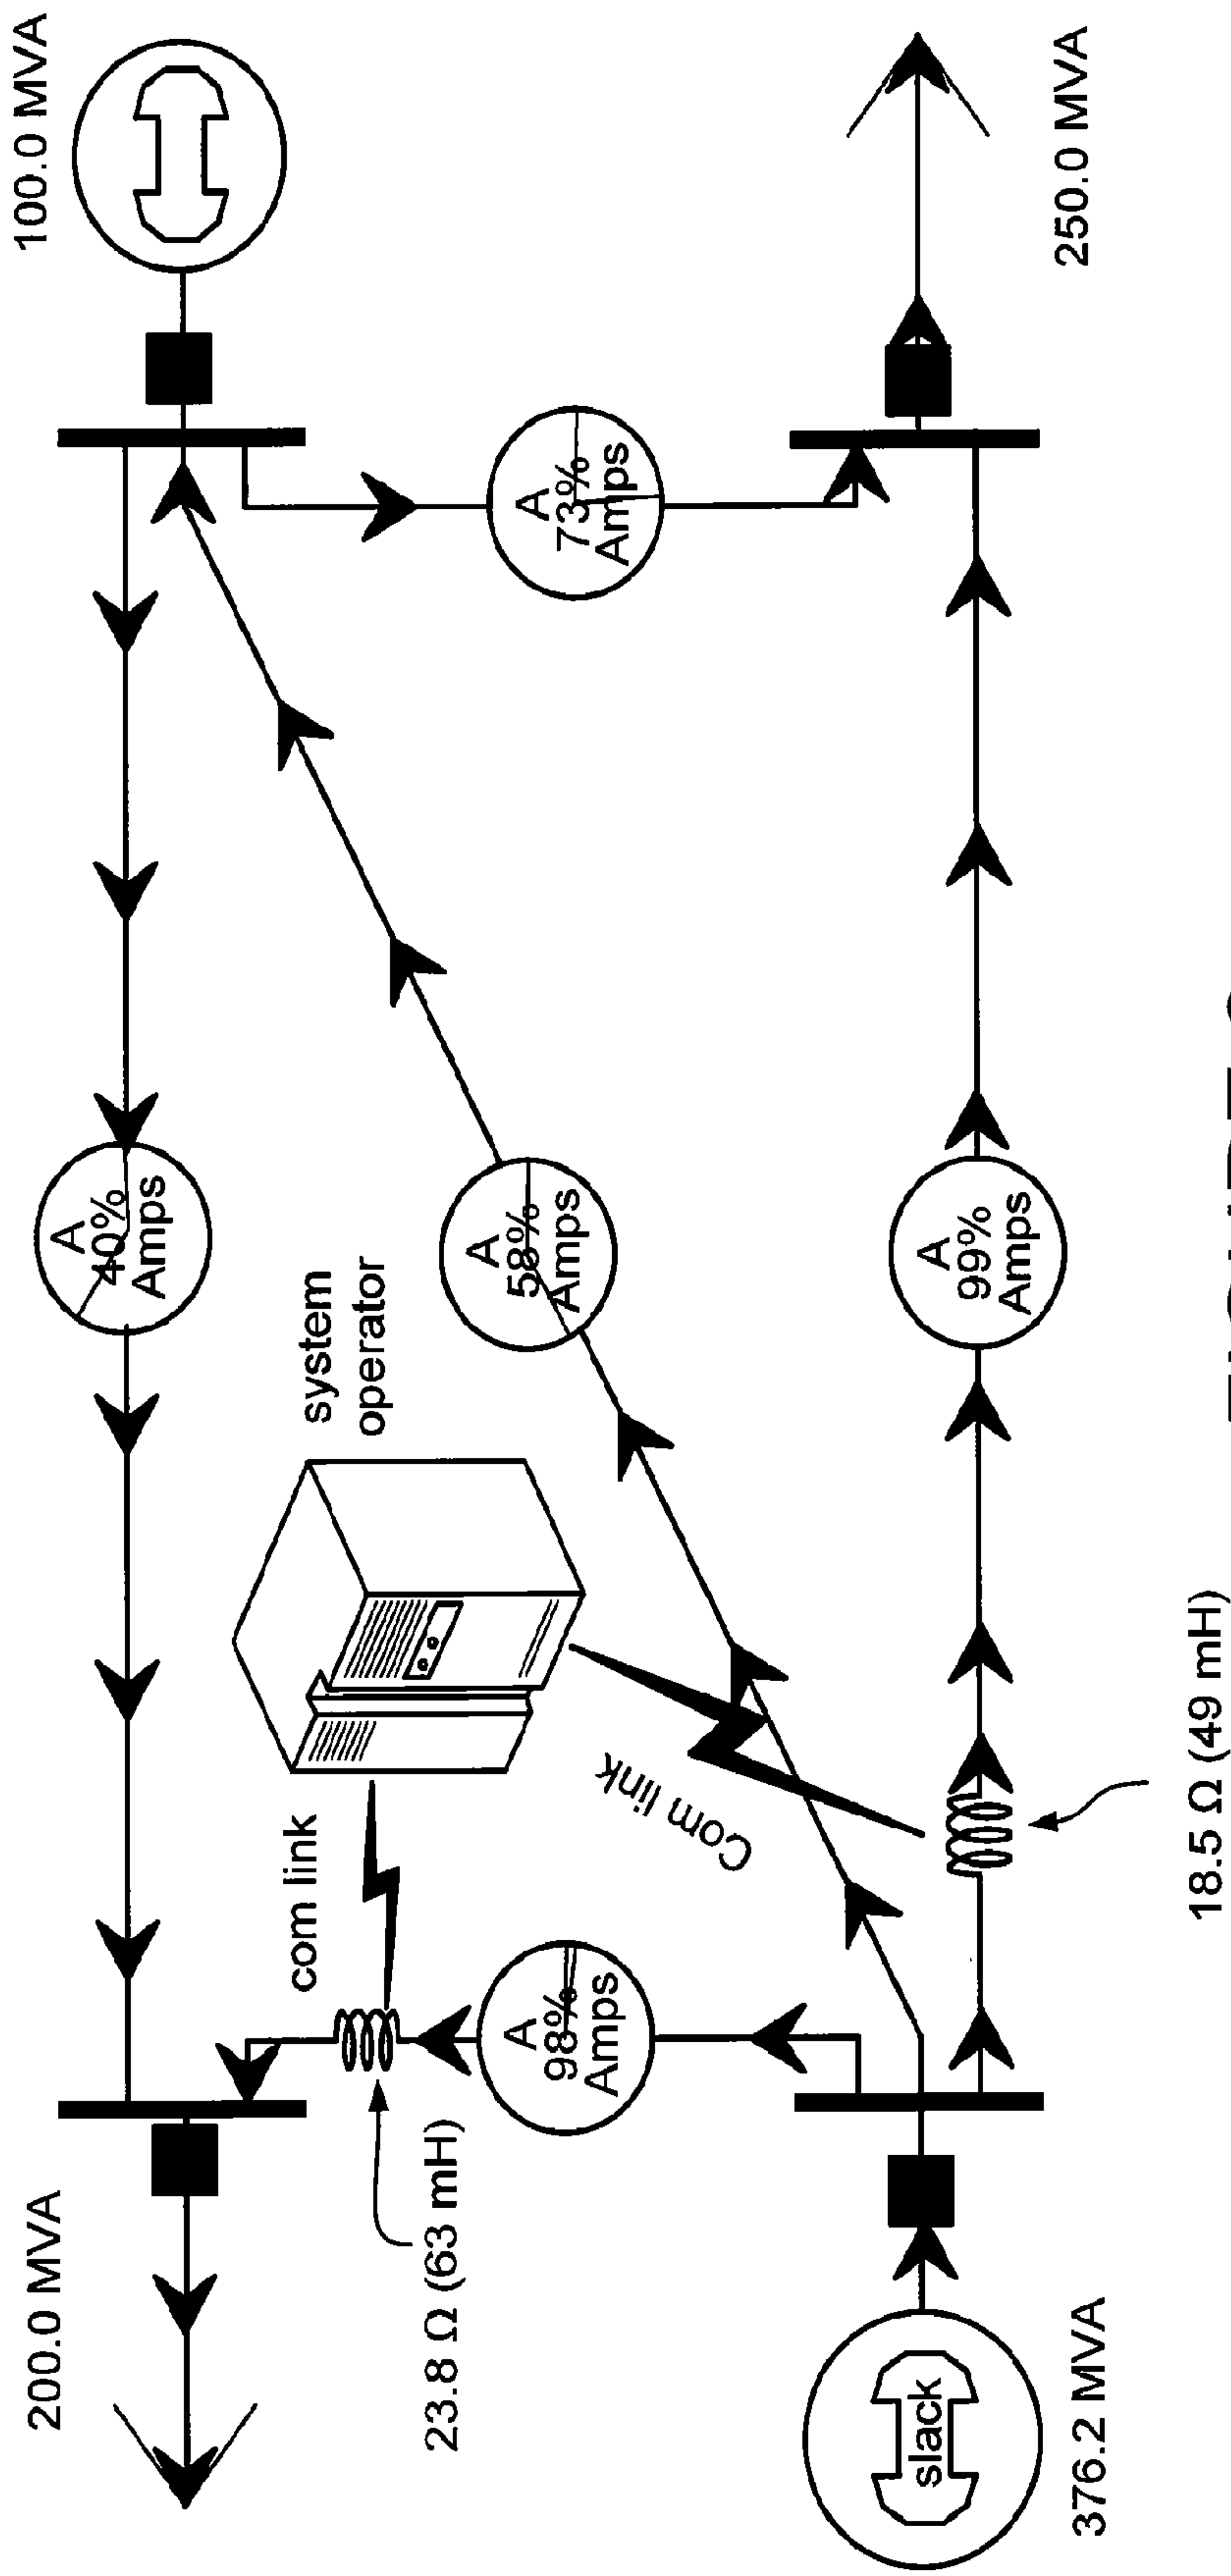 200.0 MVA
100.0 MVA
A
40%
Amps
com link
system
operator
23.8 Ω (63 mH)
A
98%
Amps
A
58%
Amps
A
73%
Amps
Com link
slack
A
99%
Amps
376.2 MVA
250.0 MVA
18.5 Ω (49 mH)